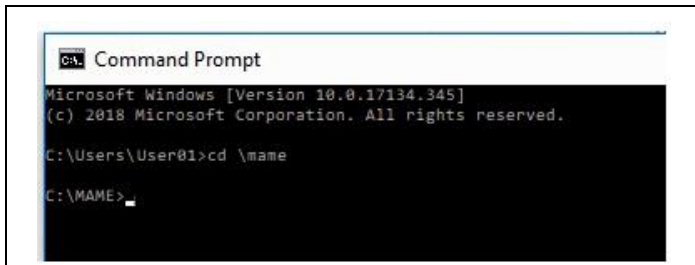 Command Prompt
Microsoft Windows [Version 10.0.17134.345]
(c) 2018 Microsoft Corporation. All rights reserved.
C:\Users\User01>cd \mame
C:\MAME>